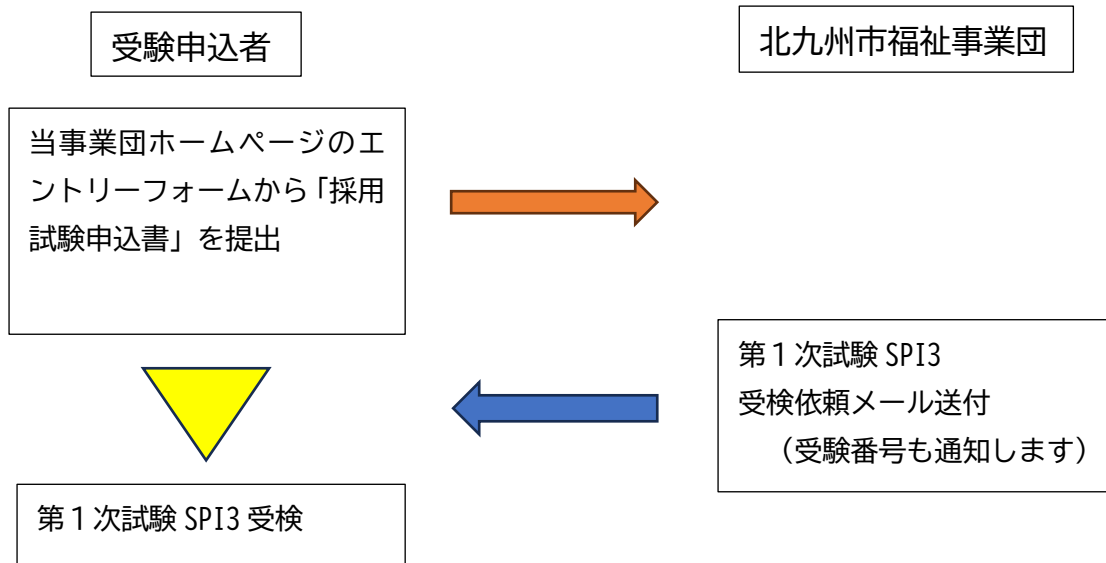 受験申込者
北九州市福祉事業団
当事業団ホームページのエ
ントリーフォームから「採用
試験申込書」を提出
第１次試験 SPI3
受検依頼メール送付
（受験番号も通知します）
第１次試験 SPI3 受検